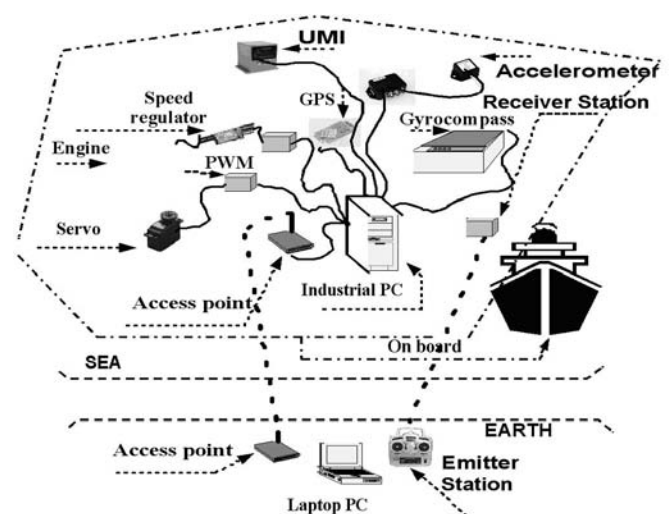 UMI
Accelerometer
Receiver Station
Speed
regulator
GPS
Gyrocompass
Engine
PWM
Servo
Access point
Industrial PC
On board
SEA
EARTH
Access point
Emitter
Station
Laptop PC